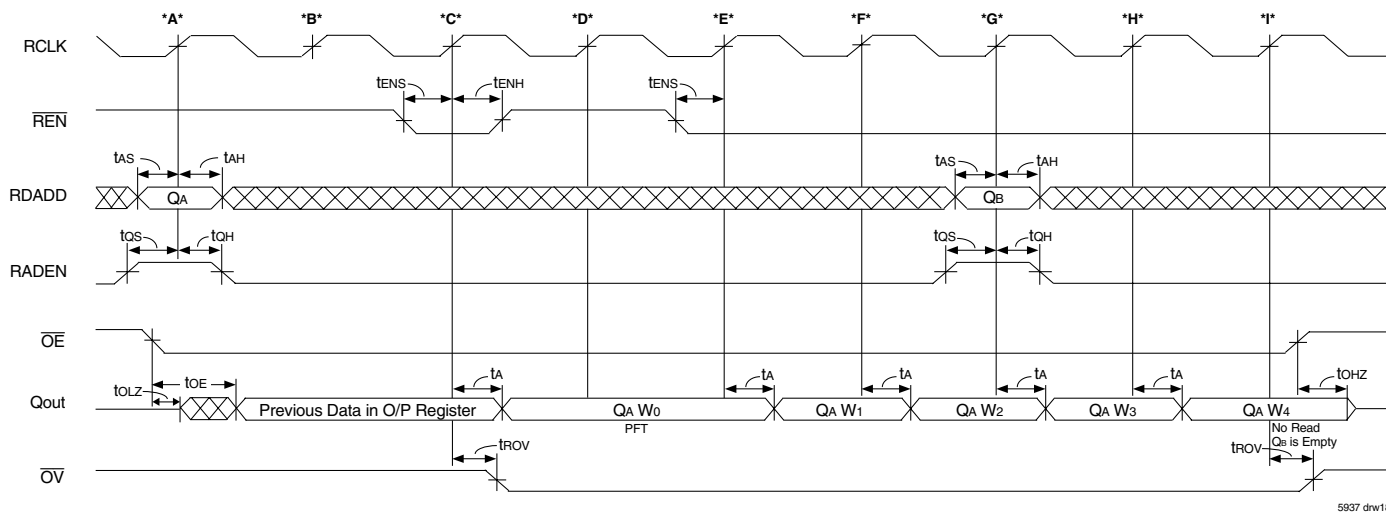 *A* *B* *C* *D* *E* *F* *G* *H* *I*
RCLK
tENS tENH tENS
REN
tAS tAH tAS tAH
RDADD QA QB
tQS tQH tQS tQH
RADEN
OE
tOLZ tOE tA tA tA tA tA tOHZ
Qout Previous Data in O/P Register QA W0 QA W1 QA W2 QA W3 QA W4
PFT No Read
QB is Empty
tROV tROV
OV